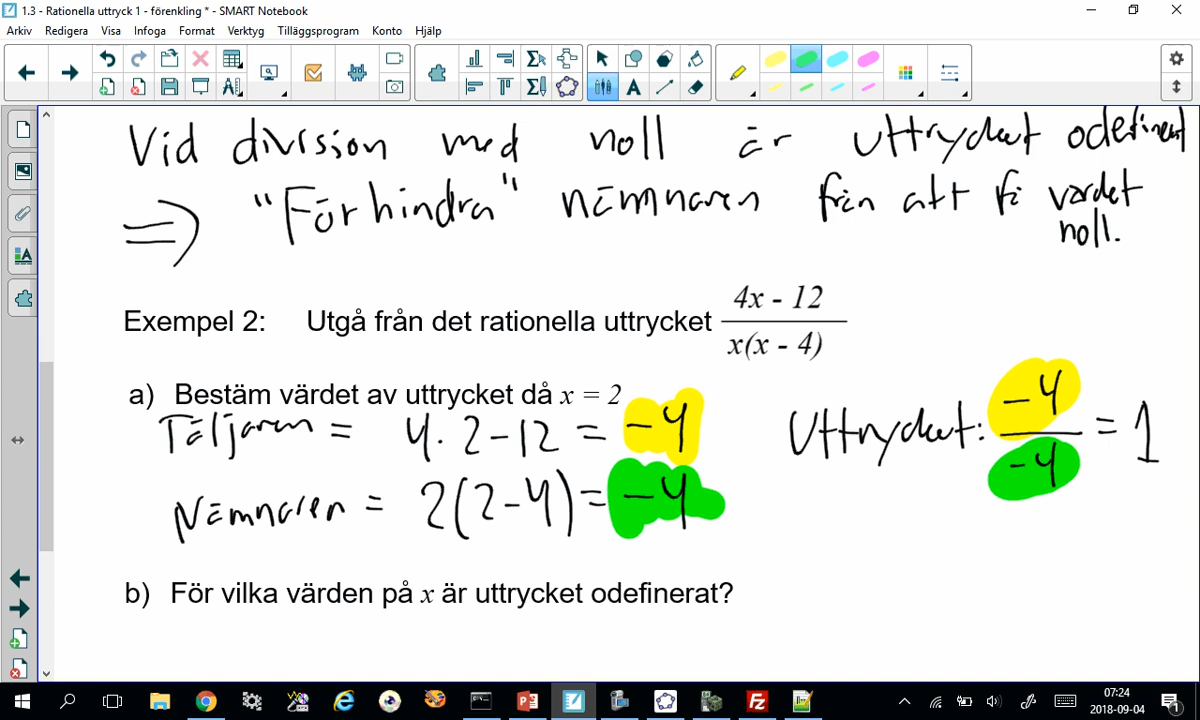 1.3 - Rationella uttryck 1 - förenkling * - SMART Notebook
Arkiv Redigera Visa Infoga Format Verktyg Tilläggsprogram Konto Hjälp
Vid division med noll är uttrycket odefinerat
=> "Förhindra" nämnaren från att få värdet
noll.
Exempel 2: Utgå från det rationella uttrycket 4x - 12 / x(x - 4)
a) Bestäm värdet av uttrycket då x = 2
Täljaren = 4 · 2 - 12 = -4
Nämnaren = 2(2-4) = -4
Uttrycket: -4 / -4 = 1
b) För vilka värden på x är uttrycket odefinerat?
07:24
2018-09-04